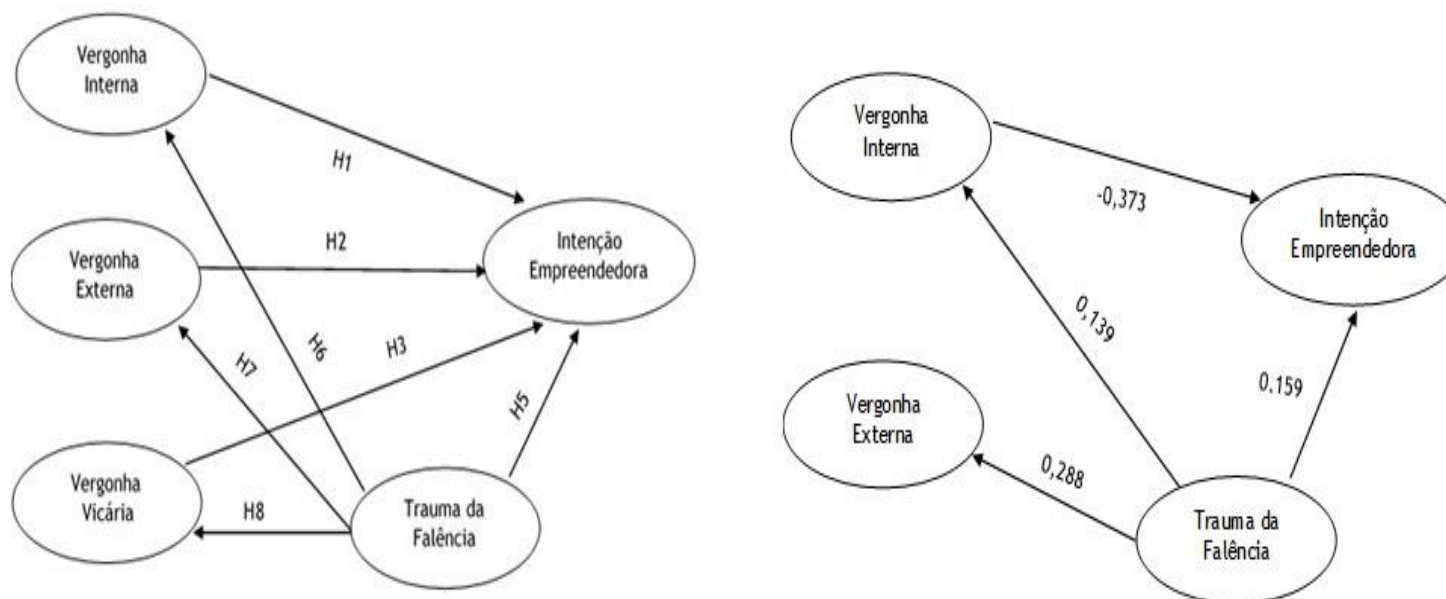 Vergonha
Interna
H1
H2
Intenção
Empreendedora
Vergonha
Externa
H7
H6
H3
H5
Vergonha
Vicária
H8
Trauma da
Falência
Vergonha
Interna
-0,373
Intenção
Empreendedora
0,139
0,159
Vergonha
Externa
0,288
Trauma da
Falência